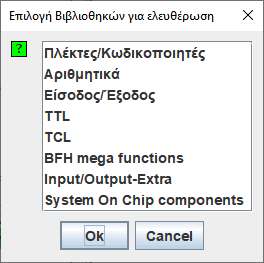 Επιλογή Βιβλιοθηκών για ελευθέρωση
?
Πλέκτες/Κωδικοποιητές
Αριθμητικά
Είσοδος/Έξοδος
TTL
TCL
BFH mega functions
Input/Output-Extra
System On Chip components
Ok
Cancel